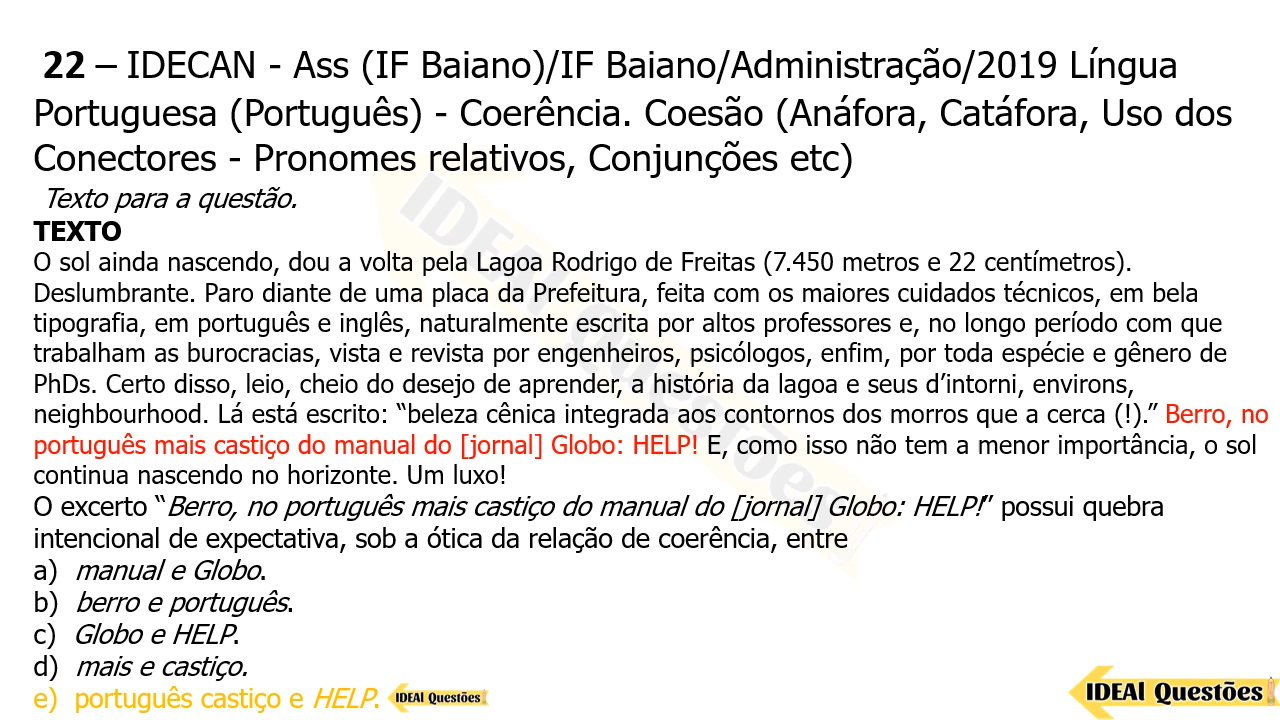 22 – IDECAN - Ass (IF Baiano)/IF Baiano/Administração/2019 Língua
Portuguesa (Português) - Coerência. Coesão (Anáfora, Catáfora, Uso dos
Conectores - Pronomes relativos, Conjunções etc)
Texto para a questão.
TEXTO
O sol ainda nascendo, dou a volta pela Lagoa Rodrigo de Freitas (7.450 metros e 22 centímetros).
Deslumbrante. Paro diante de uma placa da Prefeitura, feita com os maiores cuidados técnicos, em bela
tipografia, em português e inglês, naturalmente escrita por altos professores e, no longo período com que
trabalham as burocracias, vista e revista por engenheiros, psicólogos, enfim, por toda espécie e gênero de
PhDs. Certo disso, leio, cheio do desejo de aprender, a história da lagoa e seus d’intorni, environs,
neighbourhood. Lá está escrito: “beleza cênica integrada aos contornos dos morros que a cerca (!).” Berro, no
português mais castiço do manual do [jornal] Globo: HELP! E, como isso não tem a menor importância, o sol
continua nascendo no horizonte. Um luxo!
O excerto “Berro, no português mais castiço do manual do [jornal] Globo: HELP!” possui quebra
intencional de expectativa, sob a ótica da relação de coerência, entre
a) manual e Globo.
b) berro e português.
c) Globo e HELP.
d) mais e castiço.
e) português castiço e HELP. IDEAl Questões
IDEAl Questões
IDEAl Questões